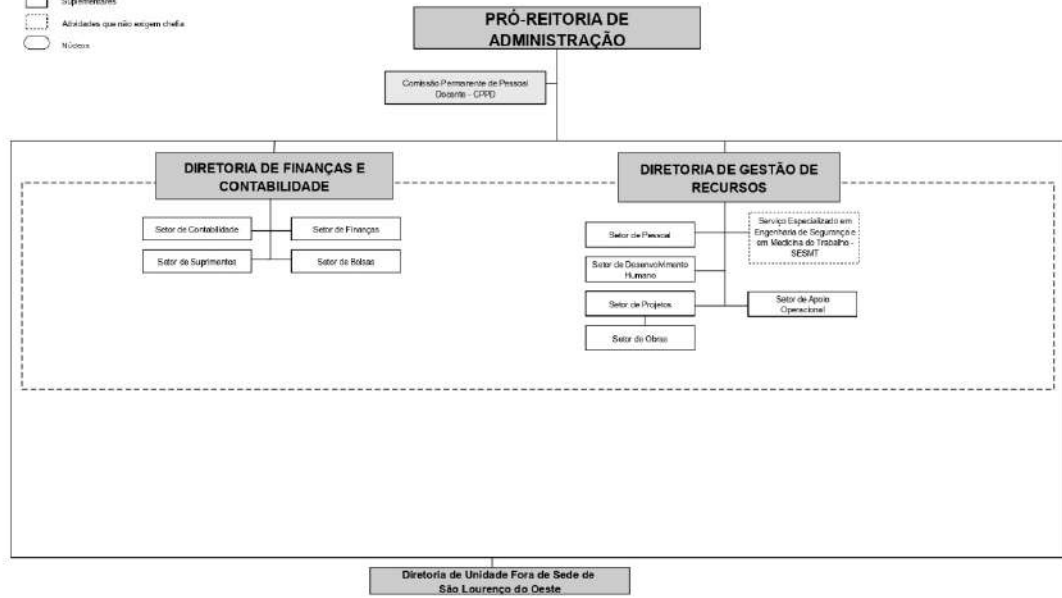 Suplementares
Atividades que não exigem chefia
Núcleos
PRÓ-REITORIA DE
ADMINISTRAÇÃO
Comissão Permanente de Pessoal
Docente - CPPD
DIRETORIA DE FINANÇAS E
CONTABILIDADE
DIRETORIA DE GESTÃO DE
RECURSOS
Setor de Contabilidade
Setor de Finanças
Setor de Suprimentos
Setor de Bolsas
Setor de Pessoal
Serviço Especializado em
Engenharia de Segurança e
em Medicina do Trabalho -
SESMT
Setor de Desenvolvimento
Humano
Setor de Projetos
Setor de Apoio
Operacional
Setor de Obras
Diretoria de Unidade Fora de Sede de
São Lourenço do Oeste